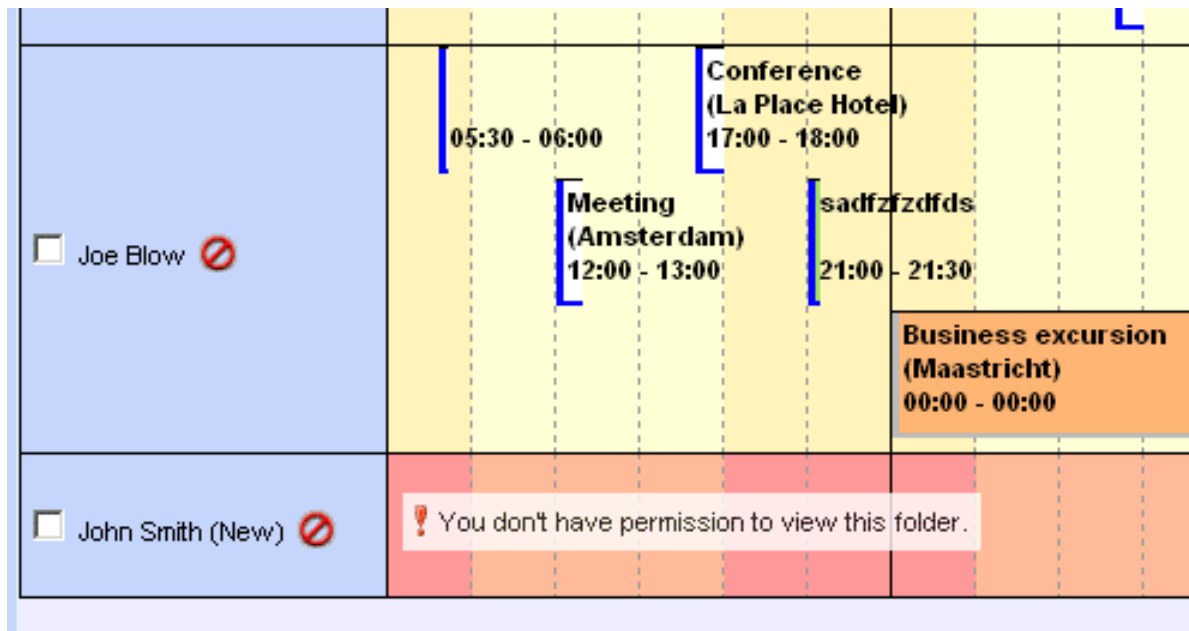 Conference
(La Place Hotel)
05:30 - 06:00
17:00 - 18:00
Meeting
(Amsterdam)
12:00 - 13:00
sadfzfzdfds
21:00 - 21:30
Joe Blow
Business excursion
(Maastricht)
00:00 - 00:00
John Smith (New)
You don't have permission to view this folder.